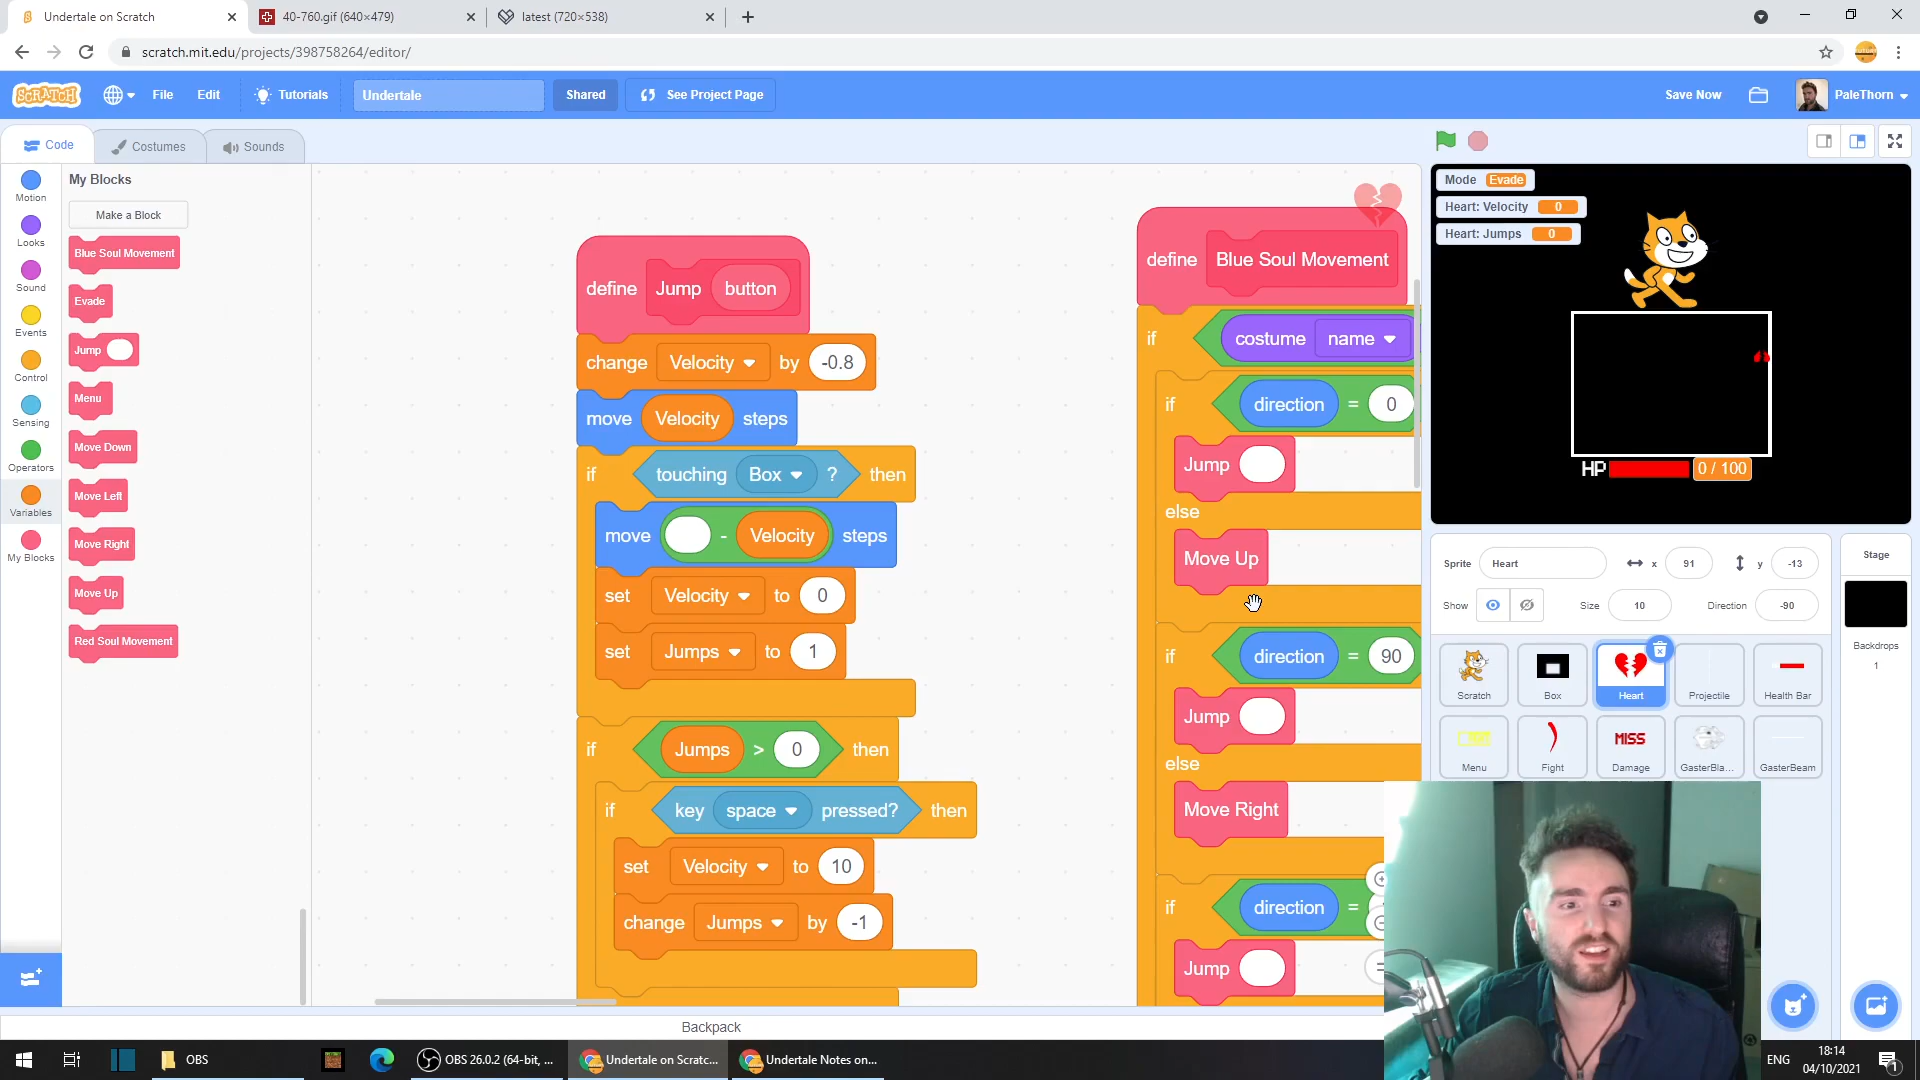 Undertale on Scratch
40-760.gif (640×479)
latest (720×538)
scratch.mit.edu/projects/398758264/editor/
SCRATCH
File
Edit
Tutorials
Undertale
Shared
See Project Page
Save Now
PaleThorn
Code
Costumes
Sounds
Motion
Looks
Sound
Events
Control
Sensing
Operators
Variables
My Blocks
My Blocks
Make a Block
Blue Soul Movement
Evade
Jump
Menu
Move Down
Move Left
Move Right
Move Up
Red Soul Movement
define Jump button
change Velocity by -0.8
move Velocity steps
if touching Box ? then
move - Velocity steps
set Velocity to 0
set Jumps to 1
if Jumps > 0 then
if key space pressed? then
set Velocity to 10
change Jumps by -1
define Blue Soul Movement
if costume name
if direction = 0
Jump
else
Move Up
if direction = 90
Jump
else
Move Right
if direction =
Jump
Mode Evade
Heart: Velocity 0
Heart: Jumps 0
HP 0 / 100
Sprite Heart x 91 y -13
Show Size 10 Direction -90
Scratch
Box
Heart
Projectile
Health Bar
Menu
Fight
MISS
Damage
GasterBla...
GasterBeam
Stage
Backdrops
1
Backpack
OBS
OBS 26.0.2 (64-bit, ...
Undertale on Scratc...
Undertale Notes on...
ENG
18:14
04/10/2021
1